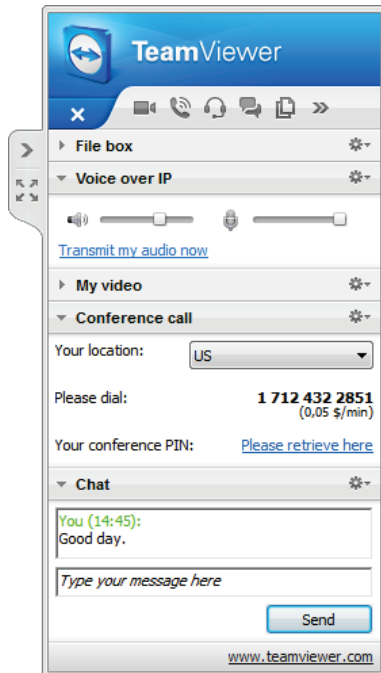 TeamViewer
File box
Voice over IP
Transmit my audio now
My video
Conference call
Your location: US
Please dial: 1 712 432 2851
(0,05 $/min)
Your conference PIN: Please retrieve here
Chat
You (14:45):
Good day.
Type your message here
Send
www.teamviewer.com